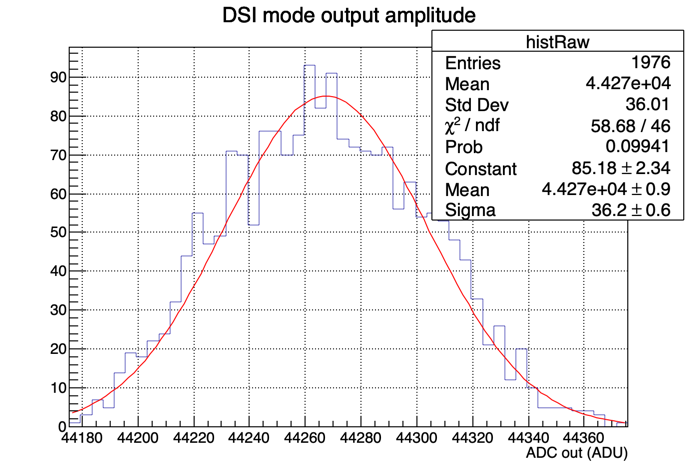 DSI mode output amplitude
histRaw
Entries 1976
Mean 4.427e+04
Std Dev 36.01
χ² / ndf 58.68 / 46
Prob 0.09941
Constant 85.18 ± 2.34
Mean 4.427e+04 ± 0.9
Sigma 36.2 ± 0.6
90
80
70
60
50
40
30
20
10
0
44180 44200 44220 44240 44260 44280 44300 44320 44340 44360
ADC out (ADU)